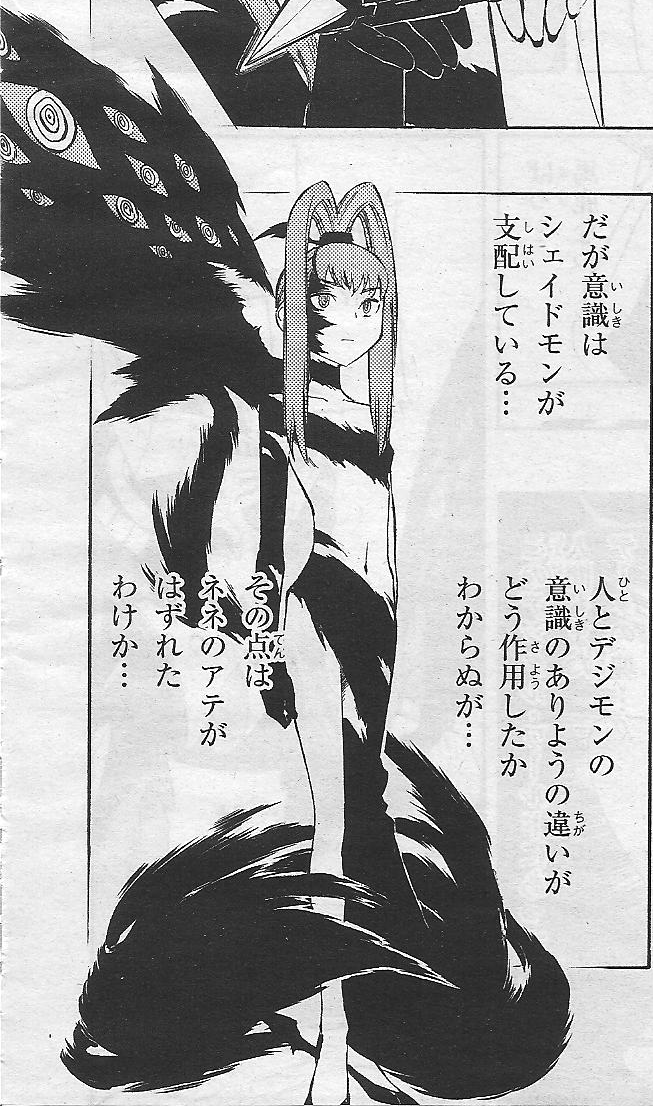 だが意識は
シェイドモンが
支配している…
人とデジモンの
意識のありようの違いが
どう作用したか
わからぬが…
その点は
ネネのアテが
はずれた
わけか…